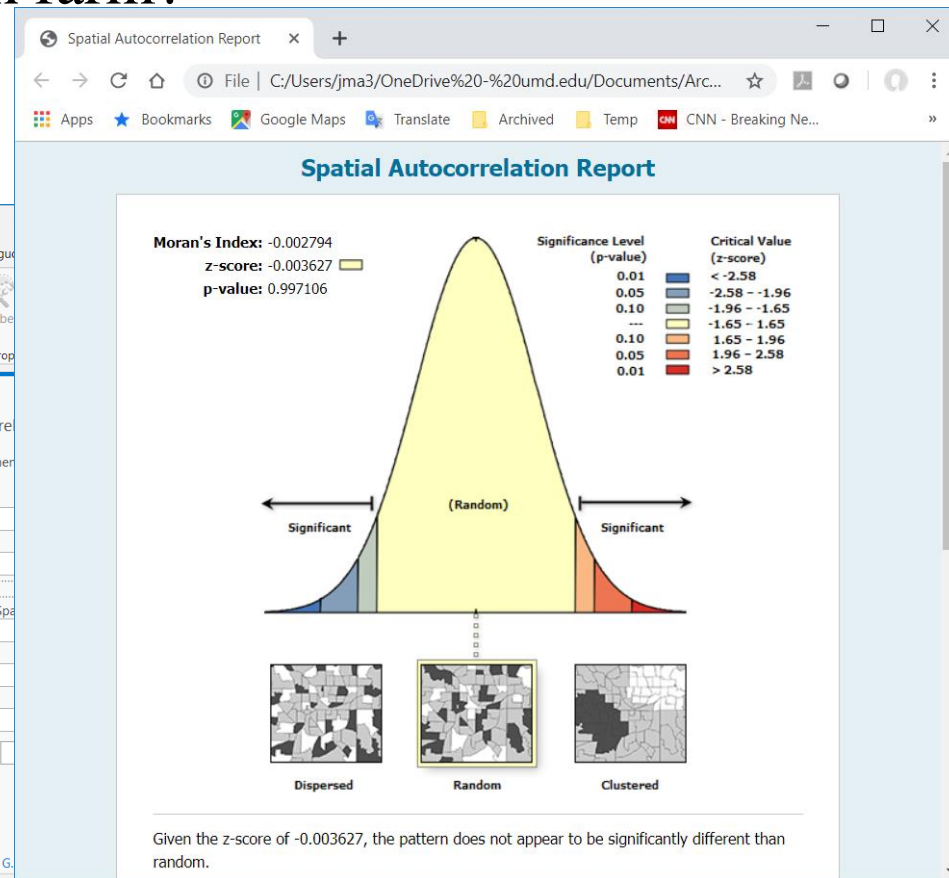 Spatial Autocorrelation Report
File | C:/Users/jma3/OneDrive%20-%20umd.edu/Documents/Arc...
Apps Bookmarks Google Maps Translate Archived Temp CNN - Breaking Ne... »
Spatial Autocorrelation Report
Moran's Index: -0.002794
z-score: -0.003627
p-value: 0.997106
Significance Level
(p-value)
Critical Value
(z-score)
0.01 < -2.58
0.05 -2.58 - -1.96
0.10 -1.96 - -1.65
--- -1.65 - 1.65
0.10 1.65 - 1.96
0.05 1.96 - 2.58
0.01 > 2.58
Significant
(Random)
Significant
Dispersed
Random
Clustered
Given the z-score of -0.003627, the pattern does not appear to be significantly different than
random.